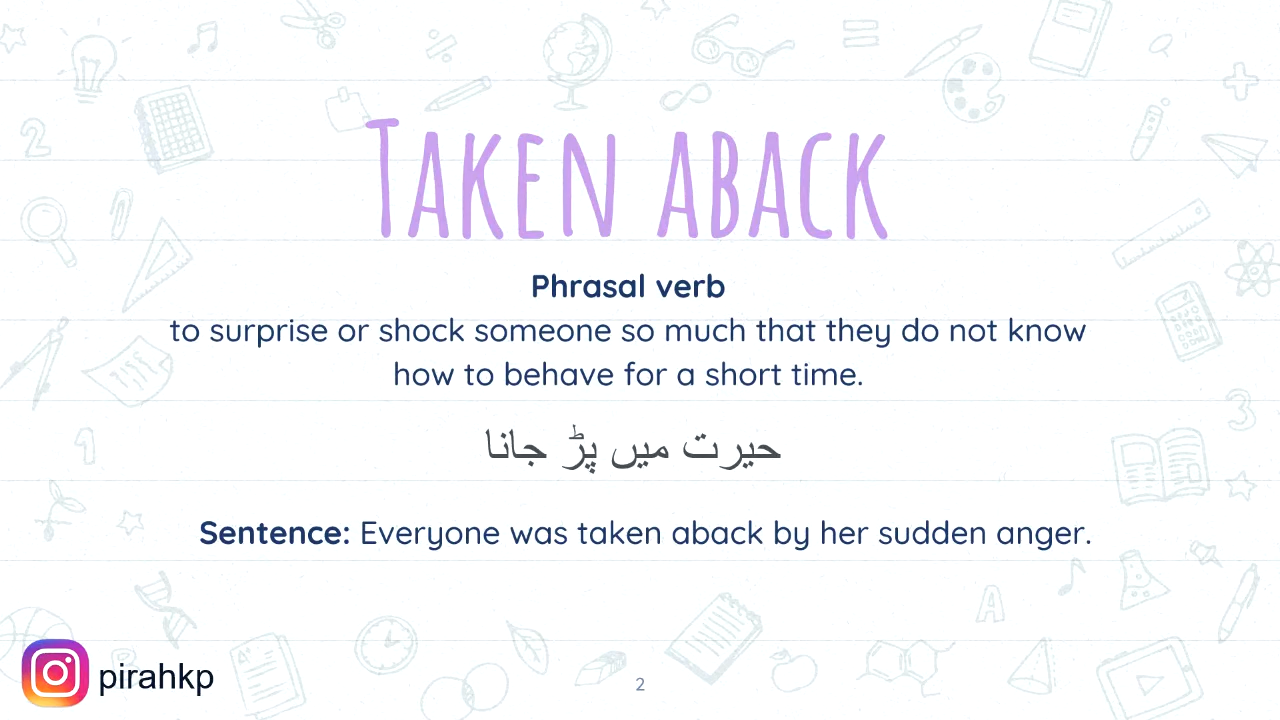 TAKEN ABACK
Phrasal verb
to surprise or shock someone so much that they do not know
how to behave for a short time.
حیرت میں پڑ جانا
Sentence: Everyone was taken aback by her sudden anger.
pirahkp
2